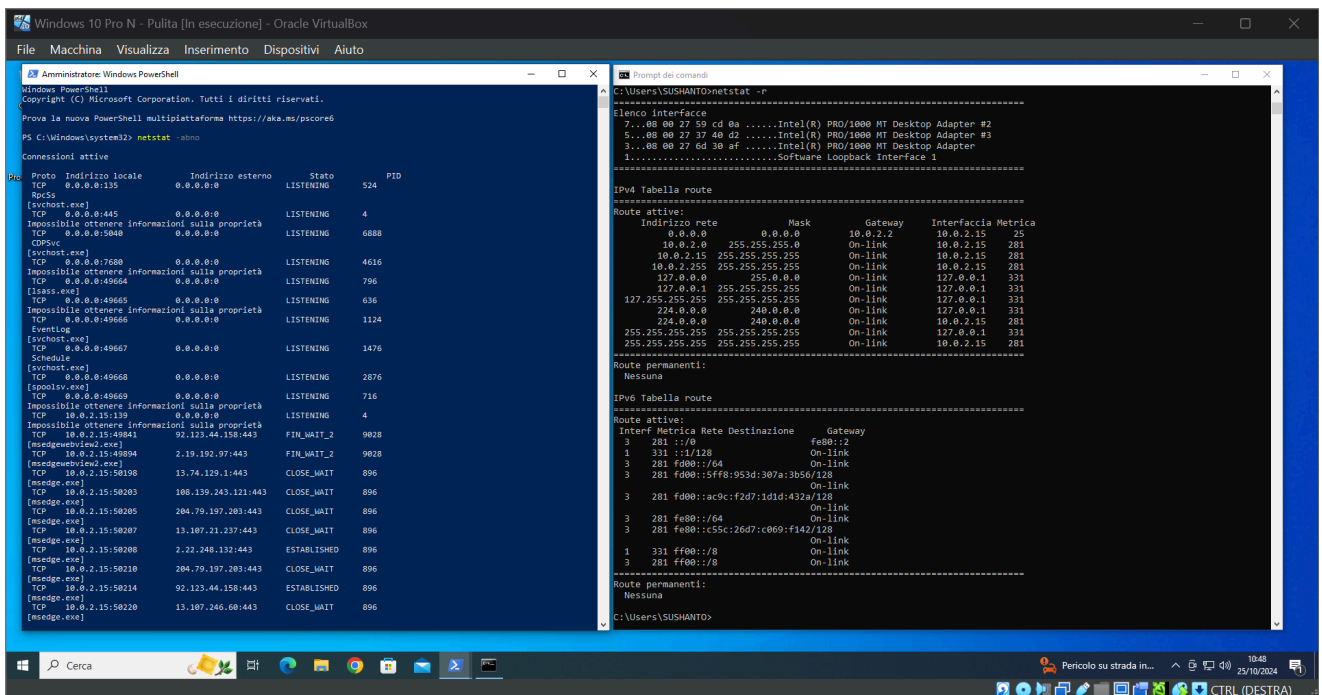 Windows 10 Pro N - Pulita [In esecuzione] - Oracle VirtualBox
File Macchina Visualizza Inserimento Dispositivi Aiuto
Amministratore: Windows PowerShell
Windows PowerShell
Copyright (C) Microsoft Corporation. Tutti i diritti riservati.
Prova la nuova PowerShell multipiattaforma https://aka.ms/pscore6
PS C:\Windows\system32> netstat -abno
Connessioni attive
Proto Indirizzo locale Indirizzo esterno Stato PID
TCP 0.0.0.0:135 0.0.0.0:0 LISTENING 524
RpcSs
[svchost.exe]
TCP 0.0.0.0:445 0.0.0.0:0 LISTENING 4
Impossibile ottenere informazioni sulla proprietà
TCP 0.0.0.0:5040 0.0.0.0:0 LISTENING 6888
CDPSvc
[svchost.exe]
TCP 0.0.0.0:7680 0.0.0.0:0 LISTENING 4616
Impossibile ottenere informazioni sulla proprietà
TCP 0.0.0.0:49664 0.0.0.0:0 LISTENING 796
[lsass.exe]
TCP 0.0.0.0:49665 0.0.0.0:0 LISTENING 636
Impossibile ottenere informazioni sulla proprietà
TCP 0.0.0.0:49666 0.0.0.0:0 LISTENING 1124
EventLog
[svchost.exe]
TCP 0.0.0.0:49667 0.0.0.0:0 LISTENING 1476
Schedule
[svchost.exe]
TCP 0.0.0.0:49668 0.0.0.0:0 LISTENING 2876
[spoolsv.exe]
TCP 0.0.0.0:49669 0.0.0.0:0 LISTENING 716
Impossibile ottenere informazioni sulla proprietà
TCP 10.0.2.15:139 0.0.0.0:0 LISTENING 4
Impossibile ottenere informazioni sulla proprietà
TCP 10.0.2.15:49841 92.123.44.158:443 FIN_WAIT_2 9028
[msedgewebview2.exe]
TCP 10.0.2.15:49894 2.19.192.97:443 FIN_WAIT_2 9028
[msedgewebview2.exe]
TCP 10.0.2.15:50198 13.74.129.1:443 CLOSE_WAIT 896
[msedge.exe]
TCP 10.0.2.15:50203 108.139.243.121:443 CLOSE_WAIT 896
[msedge.exe]
TCP 10.0.2.15:50205 204.79.197.203:443 CLOSE_WAIT 896
[msedge.exe]
TCP 10.0.2.15:50207 13.107.21.237:443 CLOSE_WAIT 896
[msedge.exe]
TCP 10.0.2.15:50208 2.22.248.132:443 ESTABLISHED 896
[msedge.exe]
TCP 10.0.2.15:50210 204.79.197.203:443 CLOSE_WAIT 896
[msedge.exe]
TCP 10.0.2.15:50214 92.123.44.158:443 ESTABLISHED 896
[msedge.exe]
TCP 10.0.2.15:50220 13.107.246.60:443 CLOSE_WAIT 896
[msedge.exe]
Prompt dei comandi
C:\Users\SUSHANTO>netstat -r
===========================================================================
Elenco interfacce
7...08 00 27 59 cd 0a ......Intel(R) PRO/1000 MT Desktop Adapter #2
5...08 00 27 37 40 d2 ......Intel(R) PRO/1000 MT Desktop Adapter #3
3...08 00 27 6d 30 af ......Intel(R) PRO/1000 MT Desktop Adapter
1...........................Software Loopback Interface 1
===========================================================================
IPv4 Tabella route
===========================================================================
Route attive:
Indirizzo rete Mask Gateway Interfaccia Metrica
0.0.0.0 0.0.0.0 10.0.2.2 10.0.2.15 25
10.0.2.0 255.255.255.0 On-link 10.0.2.15 281
10.0.2.15 255.255.255.255 On-link 10.0.2.15 281
10.0.2.255 255.255.255.255 On-link 10.0.2.15 281
127.0.0.0 255.0.0.0 On-link 127.0.0.1 331
127.0.0.1 255.255.255.255 On-link 127.0.0.1 331
127.255.255.255 255.255.255.255 On-link 127.0.0.1 331
224.0.0.0 240.0.0.0 On-link 127.0.0.1 331
224.0.0.0 240.0.0.0 On-link 10.0.2.15 281
255.255.255.255 255.255.255.255 On-link 127.0.0.1 331
255.255.255.255 255.255.255.255 On-link 10.0.2.15 281
===========================================================================
Route permanenti:
Nessuna
IPv6 Tabella route
===========================================================================
Route attive:
Interf Metrica Rete Destinazione Gateway
3 281 ::/0 fe80::2
1 331 ::1/128 On-link
3 281 fd00::/64 On-link
3 281 fd00::5ff8:953d:307a:3b56/128
On-link
3 281 fd00::ac9c:f2d7:1d1d:432a/128
On-link
3 281 fe80::/64 On-link
3 281 fe80::c55c:26d7:c069:f142/128
On-link
1 331 ff00::/8 On-link
3 281 ff00::/8 On-link
===========================================================================
Route permanenti:
Nessuna
C:\Users\SUSHANTO>
Cerca
Pericolo su strada in...
10:48
25/10/2024
CTRL (DESTRA)